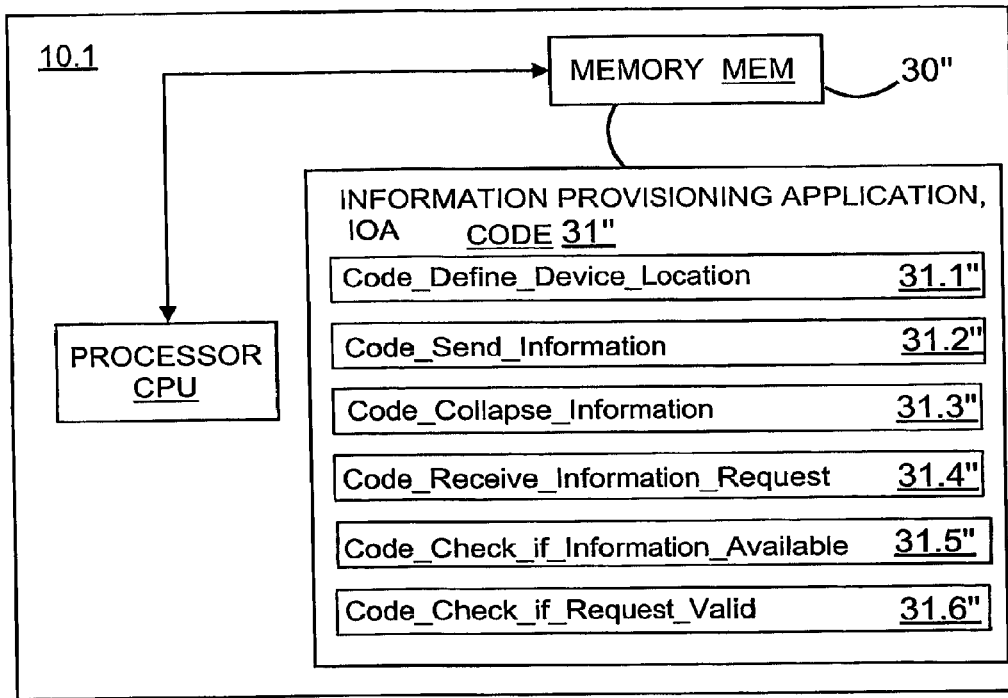 10.1
MEMORY MEM
30"
INFORMATION PROVISIONING APPLICATION,
IOA CODE 31"
Code_Define_Device_Location 31.1"
Code_Send_Information 31.2"
Code_Collapse_Information 31.3"
Code_Receive_Information_Request 31.4"
Code_Check_if_Information_Available 31.5"
Code_Check_if_Request_Valid 31.6"
PROCESSOR
CPU